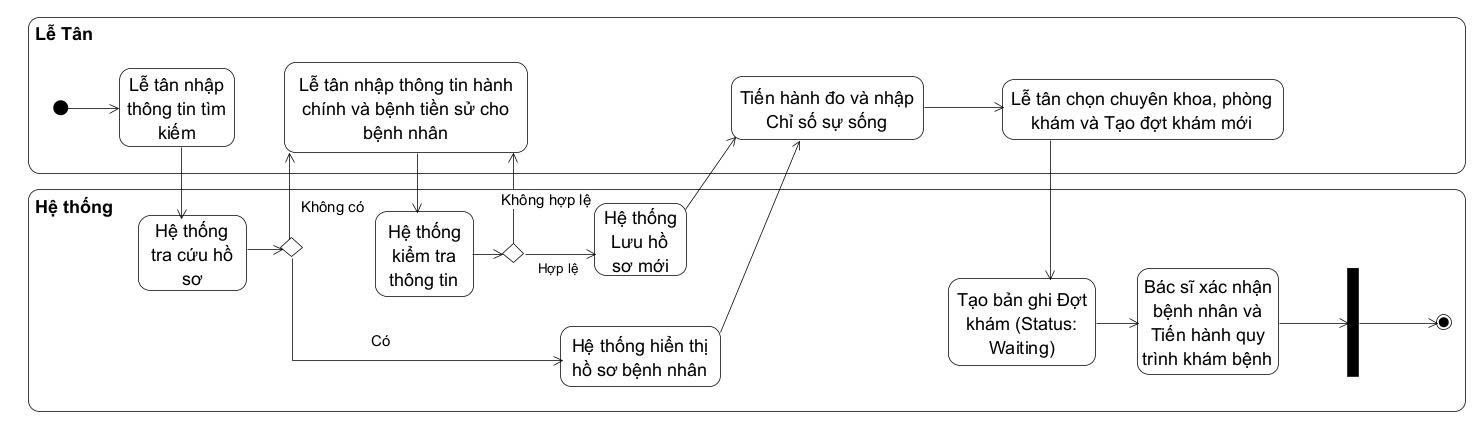 Lễ Tân
Lễ tân nhập
thông tin tìm
kiếm
Lễ tân nhập thông tin hành
chính và bệnh tiền sử cho
bệnh nhân
Tiến hành đo và nhập
Chỉ số sự sống
Lễ tân chọn chuyên khoa, phòng
khám và Tạo đợt khám mới
Hệ thống
Hệ thống
tra cứu hồ
sơ
Không có
Có
Hệ thống
kiểm tra
thông tin
Không hợp lệ
Hợp lệ
Hệ thống
Lưu hồ
sơ mới
Hệ thống hiển thị
hồ sơ bệnh nhân
Tạo bản ghi Đợt
khám (Status:
Waiting)
Bác sĩ xác nhận
bệnh nhân và
Tiến hành quy
trình khám bệnh